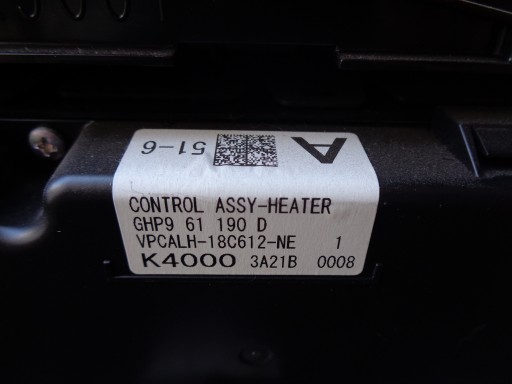 A
51-6
CONTROL ASSY-HEATER
GHP9 61 190 D
VPCALH-18C612-NE 1
K4000 3A21B 0008